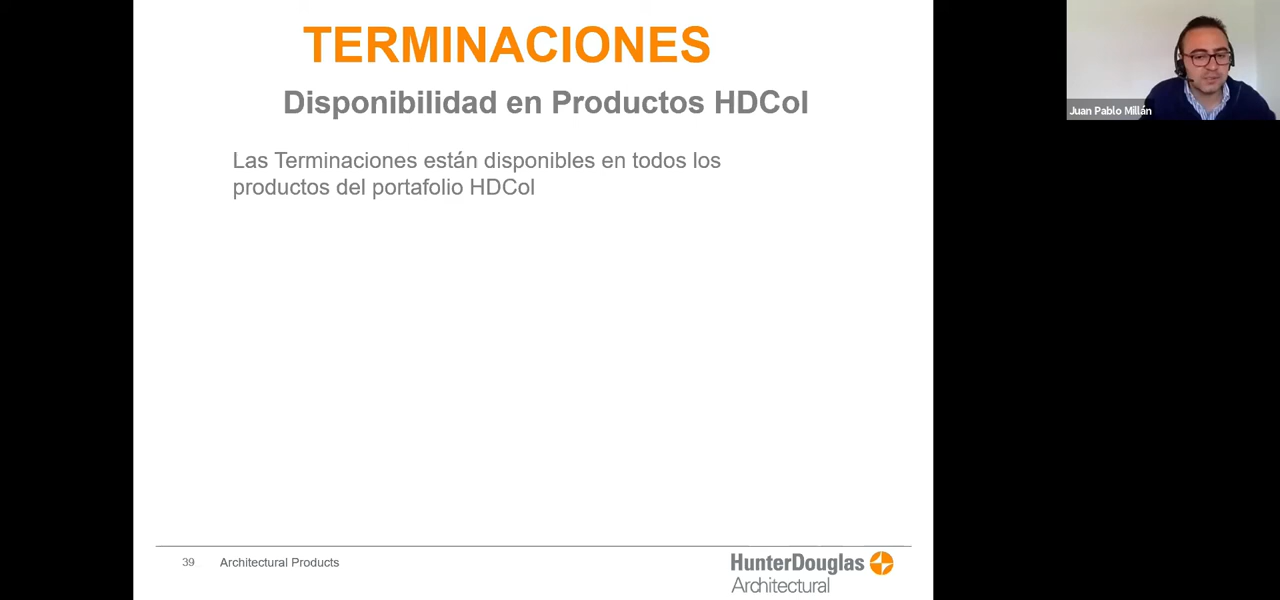 TERMINACIONES
Disponibilidad en Productos HDCol
Las Terminaciones están disponibles en todos los
productos del portafolio HDCol
Juan Pablo Millán
39 Architectural Products
HunterDouglas
Architectural